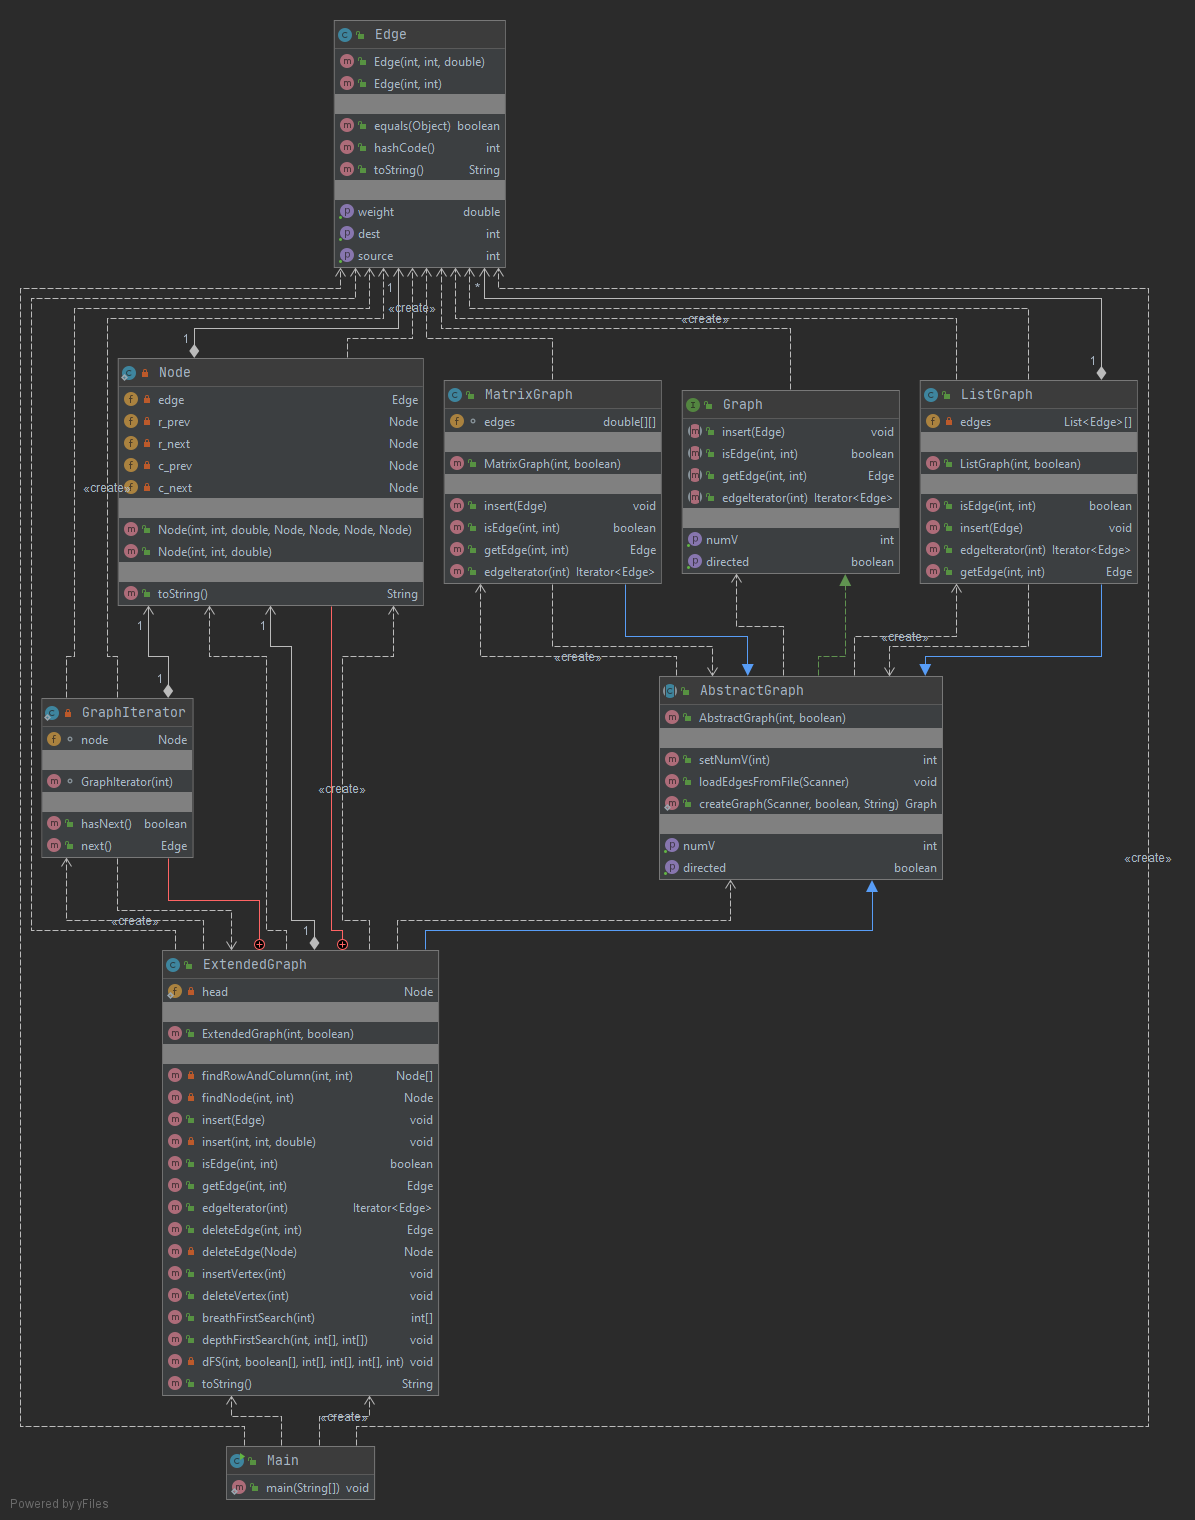 Edge
Edge(int, int, double)
Edge(int, int)
equals(Object) boolean
hashCode() int
toString() String
weight double
dest int
source int
1
*
«create»
«create»
1
1
Node
edge Edge
r_prev Node
r_next Node
c_prev Node
c_next Node
Node(int, int, double, Node, Node, Node, Node)
Node(int, int, double)
toString() String
«create»
MatrixGraph
edges double[][]
MatrixGraph(int, boolean)
insert(Edge) void
isEdge(int, int) boolean
getEdge(int, int) Edge
edgeIterator(int) Iterator<Edge>
Graph
insert(Edge) void
isEdge(int, int) boolean
getEdge(int, int) Edge
edgeIterator(int) Iterator<Edge>
numV int
directed boolean
ListGraph
edges List<Edge>[]
ListGraph(int, boolean)
isEdge(int, int) boolean
insert(Edge) void
edgeIterator(int) Iterator<Edge>
getEdge(int, int) Edge
1
1
«create»
«create»
1
GraphIterator
node Node
GraphIterator(int)
hasNext() boolean
next() Edge
«create»
AbstractGraph
AbstractGraph(int, boolean)
setNumV(int) int
loadEdgesFromFile(Scanner) void
createGraph(Scanner, boolean, String) Graph
numV int
directed boolean
«create»
«create»
1
ExtendedGraph
head Node
ExtendedGraph(int, boolean)
findRowAndColumn(int, int) Node[]
findNode(int, int) Node
insert(Edge) void
insert(int, int, double) void
isEdge(int, int) boolean
getEdge(int, int) Edge
edgeIterator(int) Iterator<Edge>
deleteEdge(int, int) Edge
deleteEdge(Node) Node
insertVertex(int) void
deleteVertex(int) void
breathFirstSearch(int) int[]
depthFirstSearch(int, int[], int[]) void
dFS(int, boolean[], int[], int[], int[], int) void
toString() String
«create»
Main
main(String[]) void
Powered by yFiles